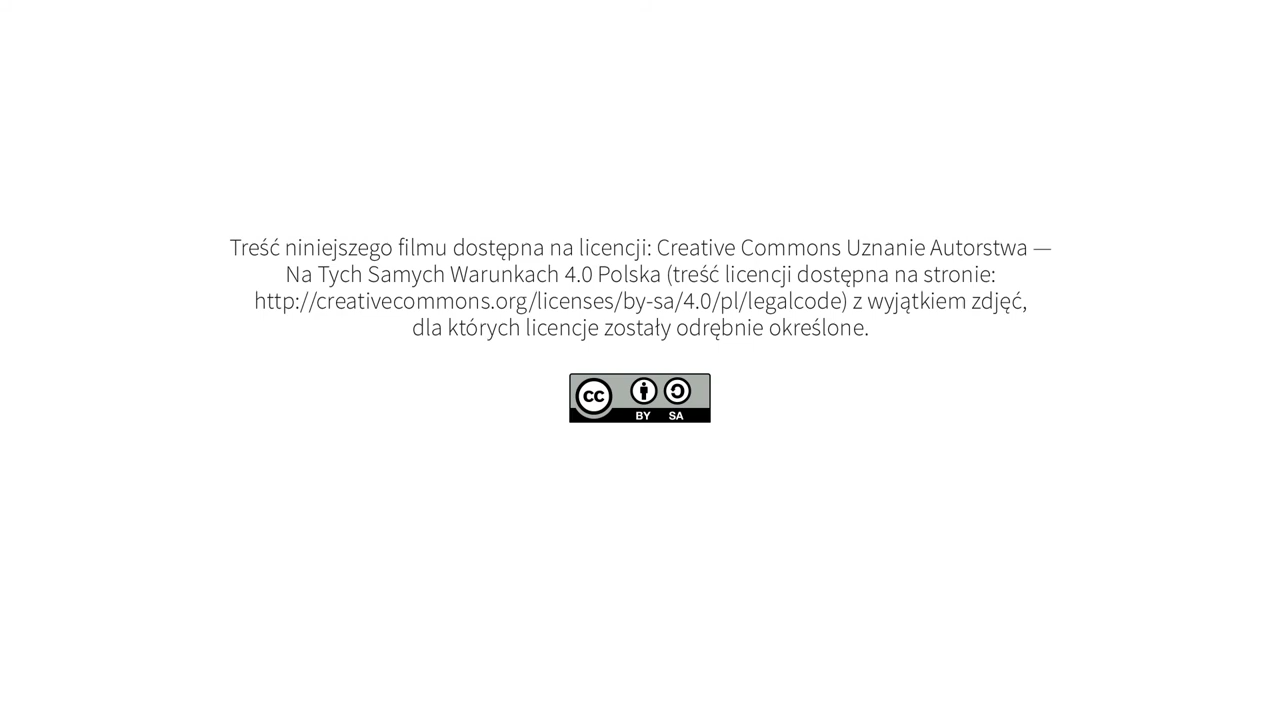 Treść niniejszego filmu dostępna na licencji: Creative Commons Uznanie Autorstwa —
Na Tych Samych Warunkach 4.0 Polska (treść licencji dostępna na stronie:
http://creativecommons.org/licenses/by-sa/4.0/pl/legalcode) z wyjątkiem zdjęć,
dla których licencje zostały odrębnie określone.
cc
BY SA